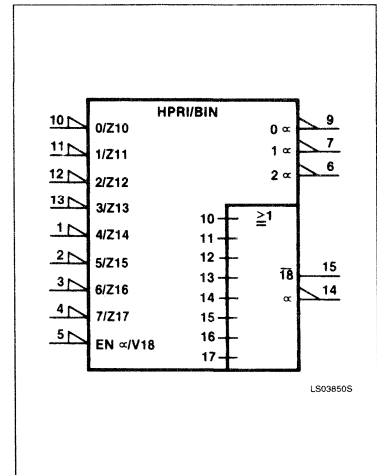 HPRI/BIN
10 0/Z10 0 ∝ 9
11 1/Z11 1 ∝ 7
12 2/Z12 2 ∝ 6
13 3/Z13
1 4/Z14
2 5/Z15
3 6/Z16
4 7/Z17
5 EN ∝/V18
≥1
10
11
12
13
14
15
16
17
18 15
∝ 14
LS03850S